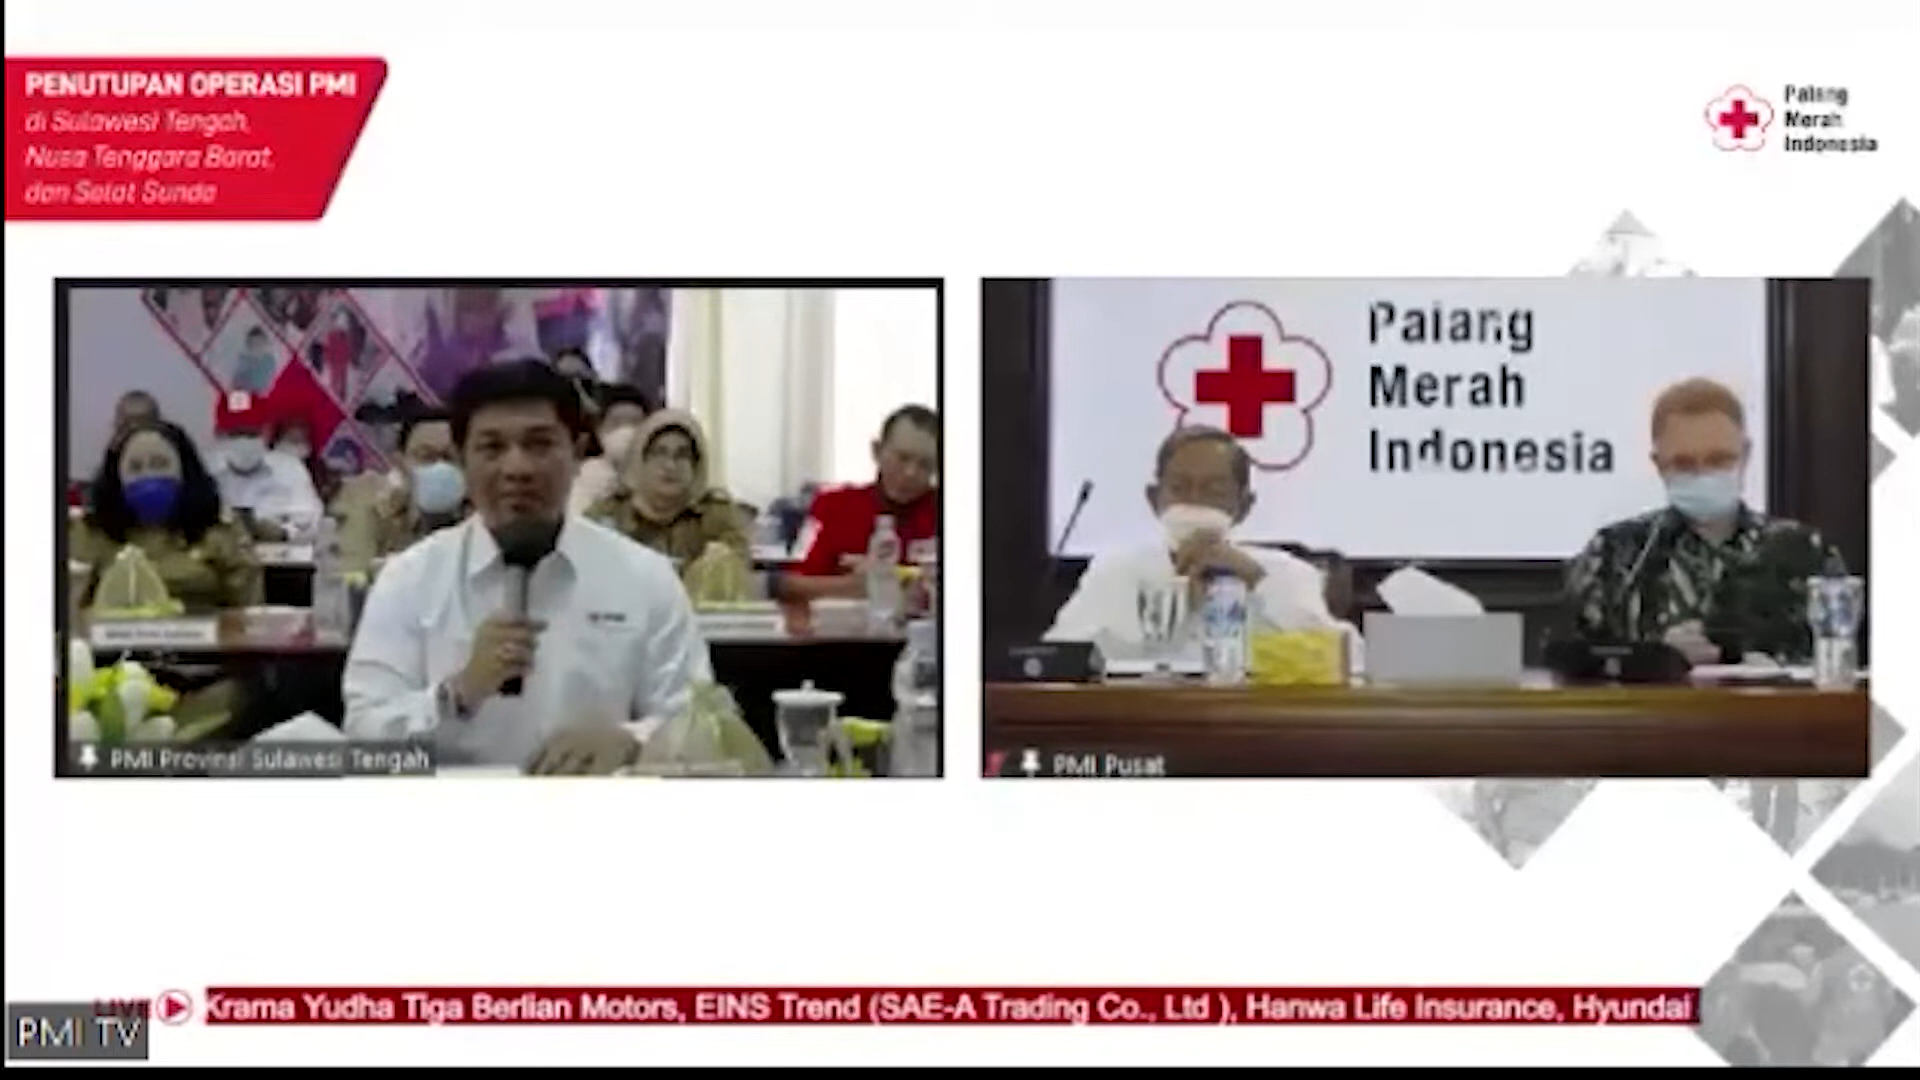 PENUTUPAN OPERASI PMI
di Sulawesi Tengah,
Nusa Tenggara Barat,
dan Selat Sunda
Palang
Merah
Indonesia
Palang
Merah
Indonesia
PMI Provinsi Sulawesi Tengah
PMI Pusat
LIVE
Krama Yudha Tiga Berlian Motors, EINS Trend (SAE-A Trading Co., Ltd ), Hanwa Life Insurance, Hyundai
PMI TV